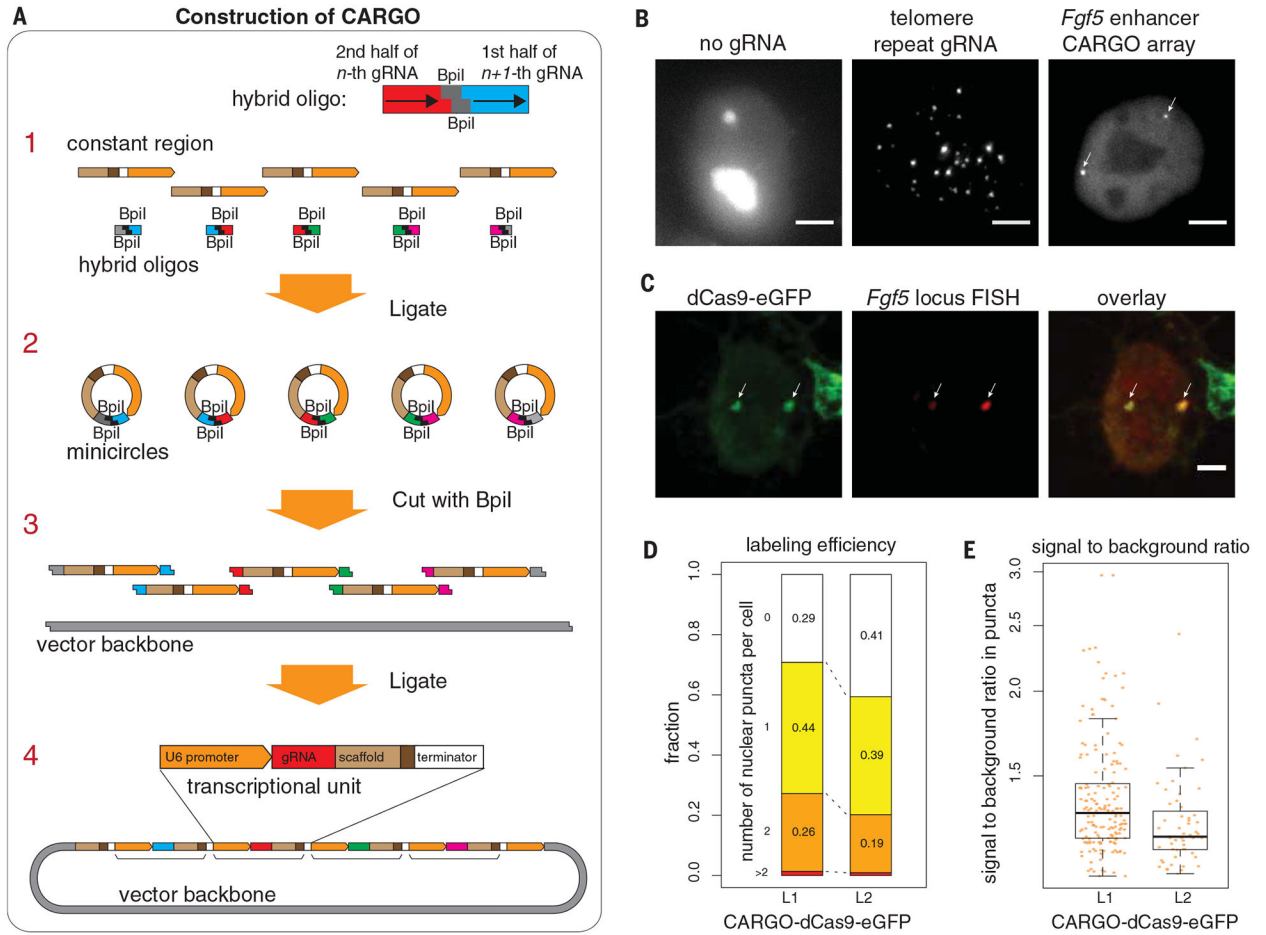 A
Construction of CARGO
2nd half of
n-th gRNA
BpiI
1st half of
n+1-th gRNA
hybrid oligo:
BpiI
1
constant region
BpiI BpiI BpiI BpiI BpiI
BpiI BpiI BpiI BpiI BpiI
hybrid oligos
Ligate
2
BpiI BpiI BpiI BpiI BpiI
BpiI BpiI BpiI BpiI BpiI
minicircles
Cut with BpiI
3
vector backbone
Ligate
4
U6 promoter gRNA scaffold terminator
transcriptional unit
vector backbone
B
no gRNA
telomere
repeat gRNA
Fgf5 enhancer
CARGO array
C
dCas9-eGFP
Fgf5 locus FISH
overlay
D
labeling efficiency
fraction
1.0
0.8
0.6
0.4
0.2
0.0
number of nuclear puncta per cell
0
1
2
>2
0.29
0.44
0.26
0.41
0.39
0.19
L1 L2
CARGO-dCas9-eGFP
E
signal to background ratio
signal to background ratio in puncta
3.0
2.5
2.0
1.5
L1 L2
CARGO-dCas9-eGFP